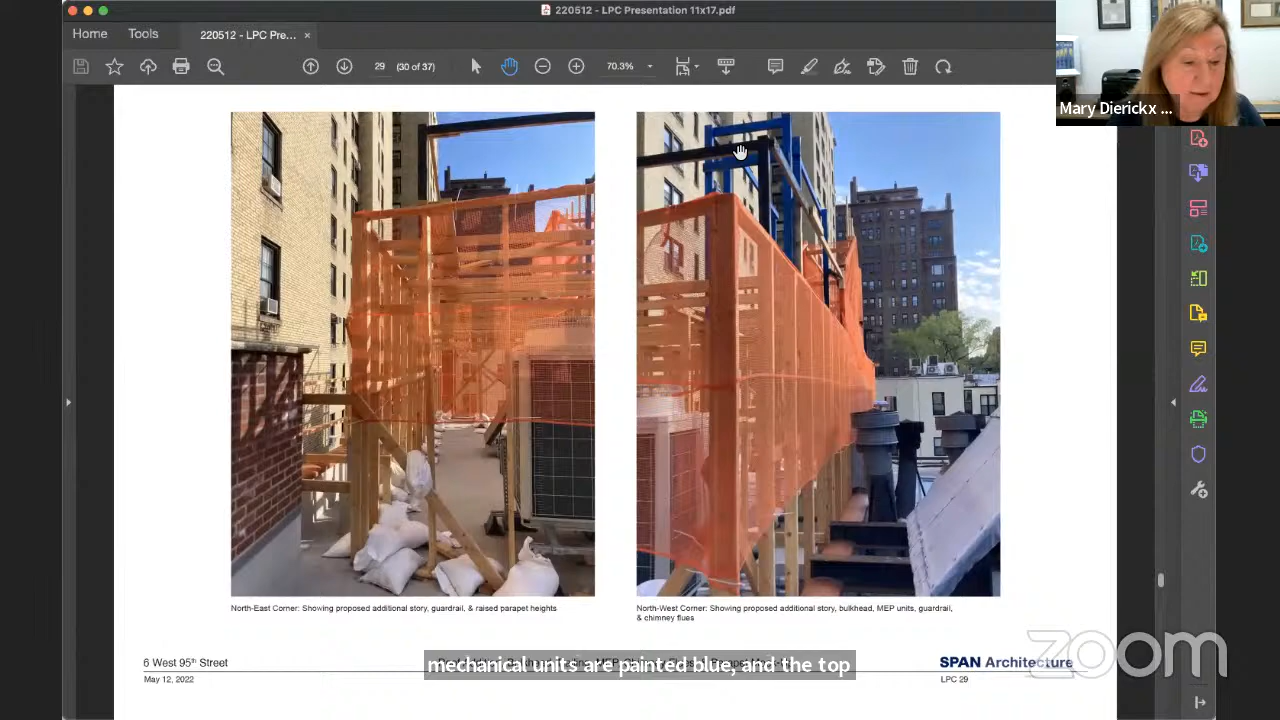 220512 - LPC Presentation 11x17.pdf
Home
Tools
220512 - LPC Pre...
29
(30 of 37)
70.3%
Mary Dierickx ...
North-East Corner: Showing proposed additional story, guardrail, & raised parapet heights
North-West Corner: Showing proposed additional story, bulkhead, MEP units, guardrail,
& chimney flues
6 West 95th Street
mechanical units are painted blue, and the top
SPAN Architecture
May 12, 2022
LPC 29
zoom